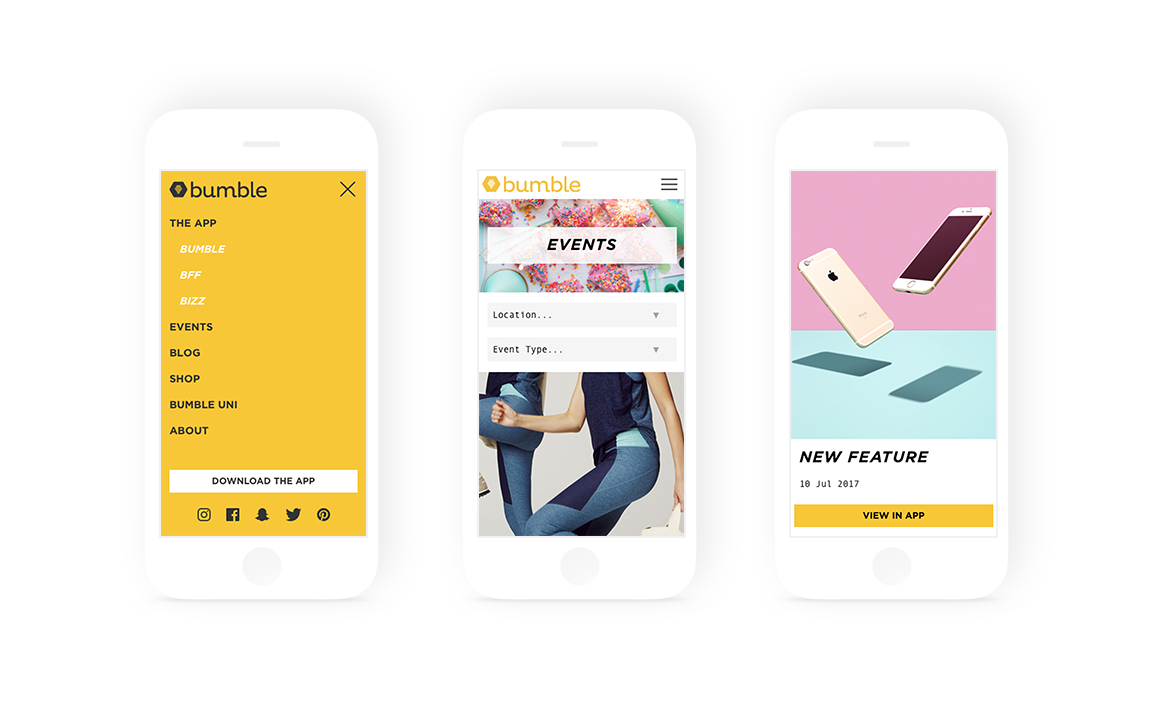 bumble
THE APP
BUMBLE
BFF
BIZZ
EVENTS
BLOG
SHOP
BUMBLE UNI
ABOUT
DOWNLOAD THE APP
bumble
EVENTS
Location...
Event Type...
NEW FEATURE
10 Jul 2017
VIEW IN APP